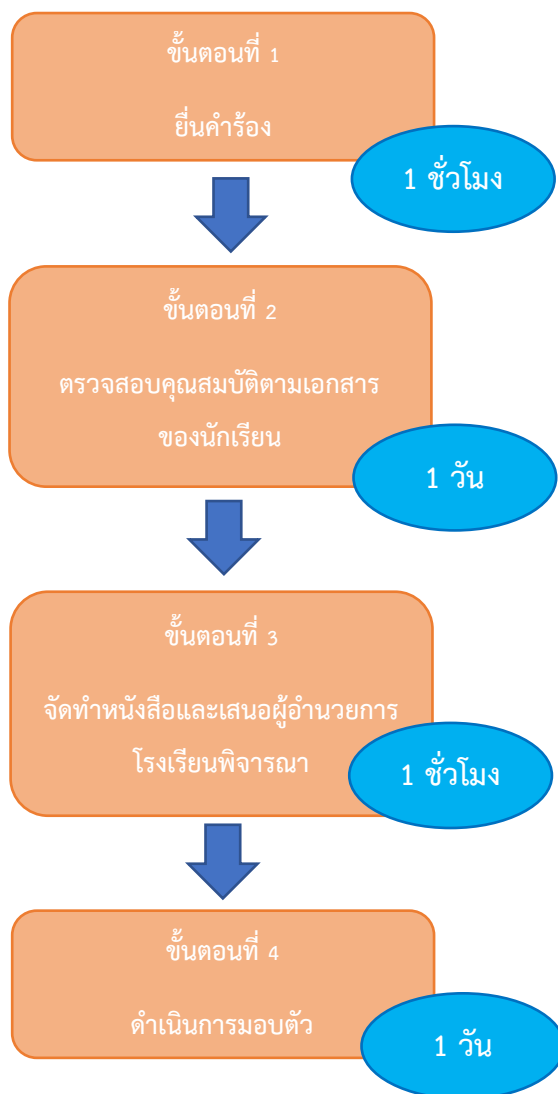 ขั้นตอนที่ 1
ยื่นคำร้อง
1 ชั่วโมง
ขั้นตอนที่ 2
ตรวจสอบคุณสมบัติตามเอกสาร
ของนักเรียน
1 วัน
ขั้นตอนที่ 3
จัดทำหนังสือและเสนอผู้อำนวยการ
โรงเรียนพิจารณา
1 ชั่วโมง
ขั้นตอนที่ 4
ดำเนินการมอบตัว
1 วัน